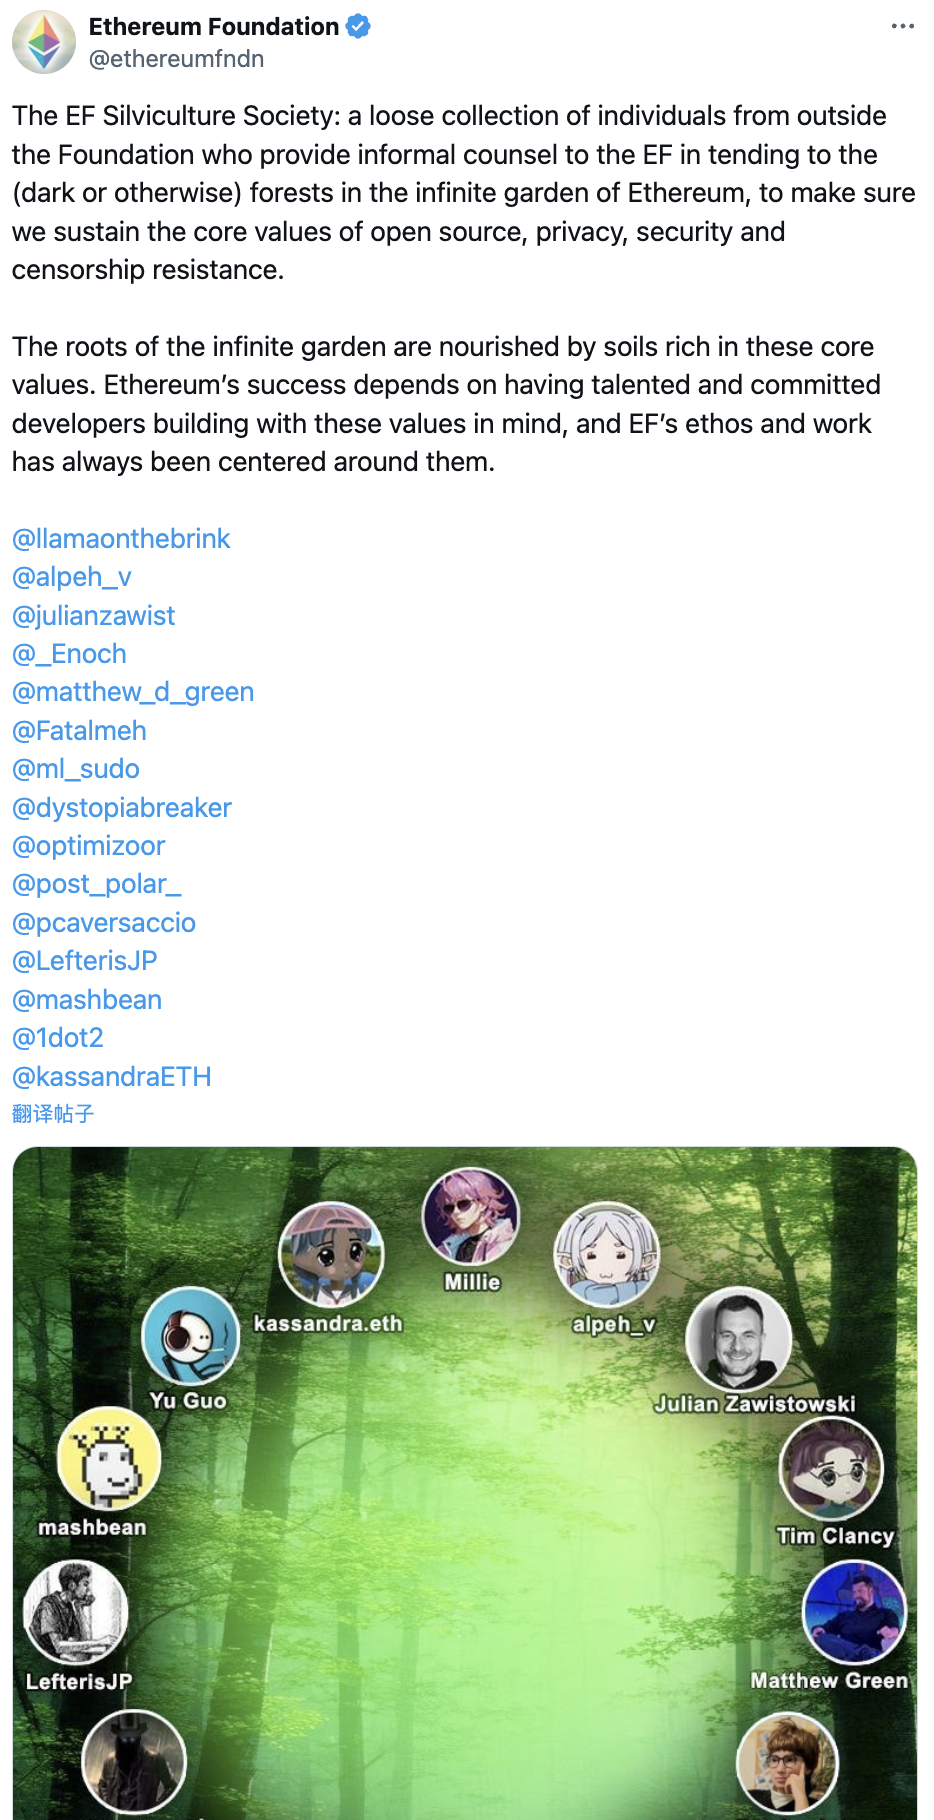 Ethereum Foundation
@ethereumfndn
The EF Silviculture Society: a loose collection of individuals from outside
the Foundation who provide informal counsel to the EF in tending to the
(dark or otherwise) forests in the infinite garden of Ethereum, to make sure
we sustain the core values of open source, privacy, security and
censorship resistance.
The roots of the infinite garden are nourished by soils rich in these core
values. Ethereum’s success depends on having talented and committed
developers building with these values in mind, and EF’s ethos and work
has always been centered around them.
@llamaonthebrink
@alpeh_v
@julianzawist
@_Enoch
@matthew_d_green
@Fatalmeh
@ml_sudo
@dystopiabreaker
@optimizoor
@post_polar_
@pcaversaccio
@LefterisJP
@mashbean
@1dot2
@kassandraETH
翻译帖子
Millie
kassandra.eth
alpeh_v
Yu Guo
Julian Zawistowski
mashbean
Tim Clancy
LefterisJP
Matthew Green